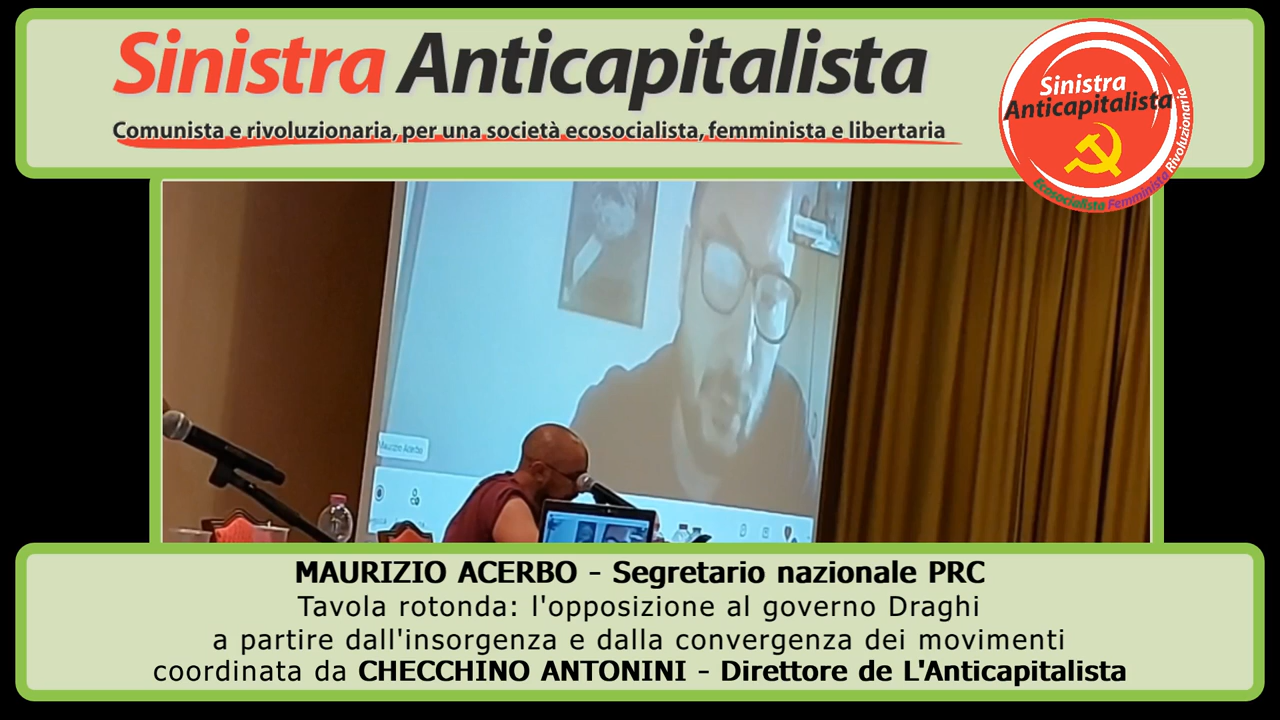 Sinistra Anticapitalista
Comunista e rivoluzionaria, per una società ecosocialista, femminista e libertaria
Sinistra
Anticapitalista
Ecosocialista Femminista Rivoluzionaria
Maurizio Acerbo
MAURIZIO ACERBO - Segretario nazionale PRC
Tavola rotonda: l'opposizione al governo Draghi
a partire dall'insorgenza e dalla convergenza dei movimenti
coordinata da CHECCHINO ANTONINI - Direttore de L'Anticapitalista